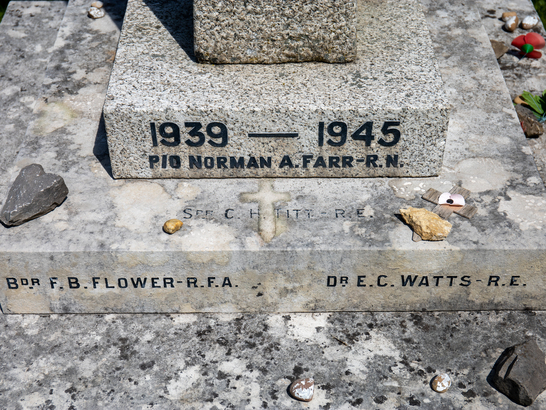 1939 — 1945
P/O NORMAN A. FARR - R.N.
SPR C. H. TITT - R.E.
BDR F. B. FLOWER - R.F.A.
DR E. C. WATTS - R.E.